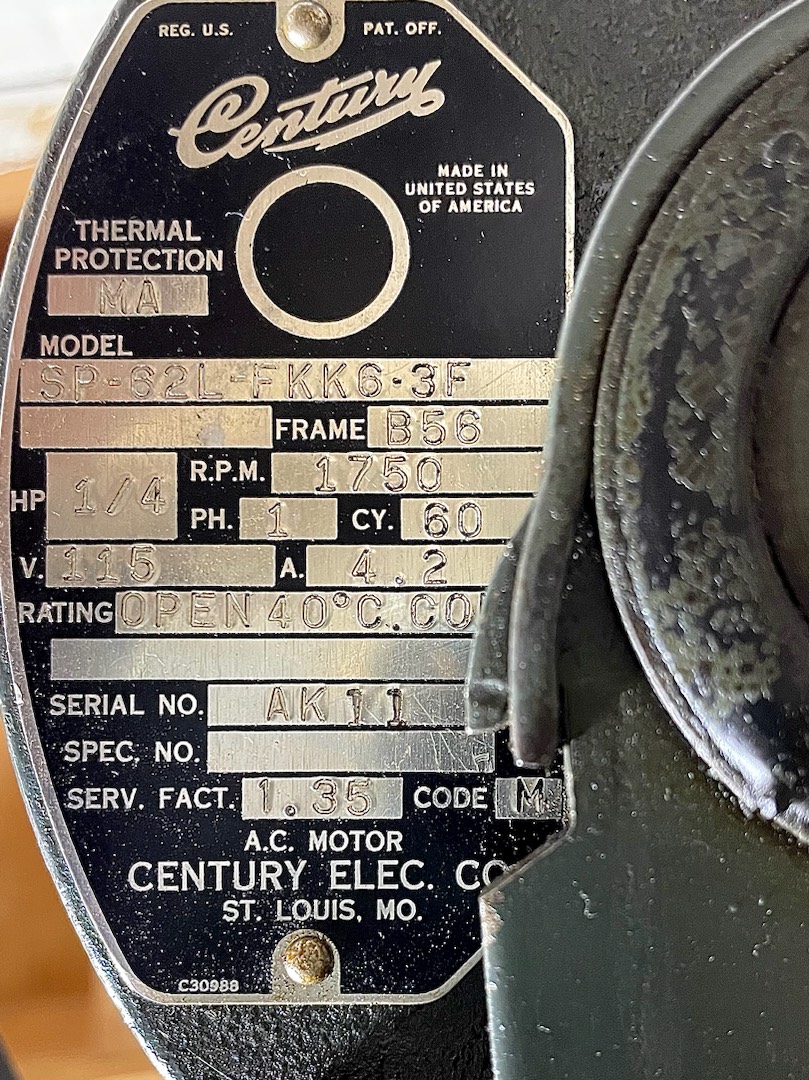 REG. U.S. PAT. OFF.
Century
MADE IN
UNITED STATES
OF AMERICA
THERMAL
PROTECTION
MA
MODEL
SP-62L-FKK6-3F
FRAME B56
HP 1/4 R.P.M. 1750
PH. 1 CY. 60
V. 115 A. 4.2
RATING OPEN 40°C.
SERIAL NO. AK11
SPEC. NO.
SERV. FACT. 1.35 CODE M
A.C. MOTOR
CENTURY ELEC. CO
ST. LOUIS, MO.
C30988